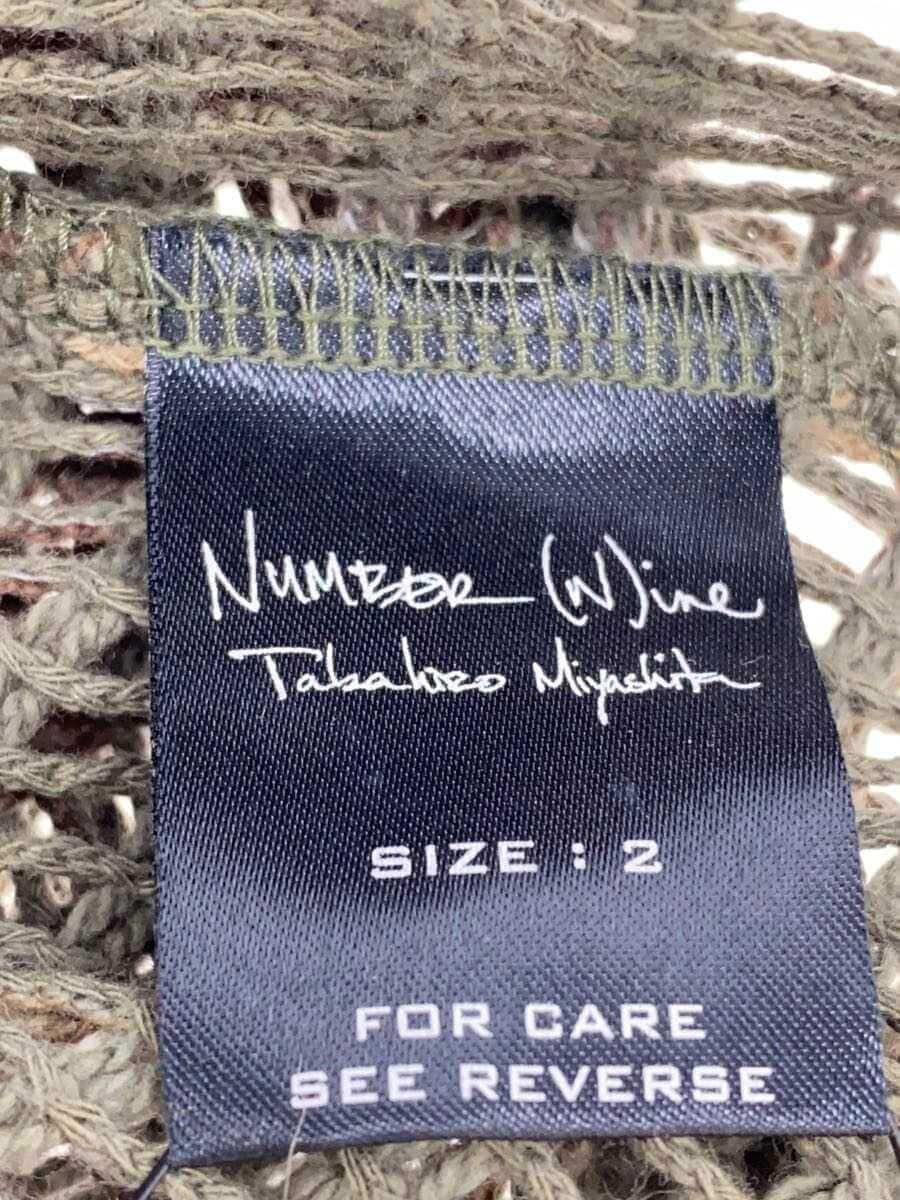 NUMBER (N)ine
Takahiro Miyashita
SIZE : 2
FOR CARE
SEE REVERSE